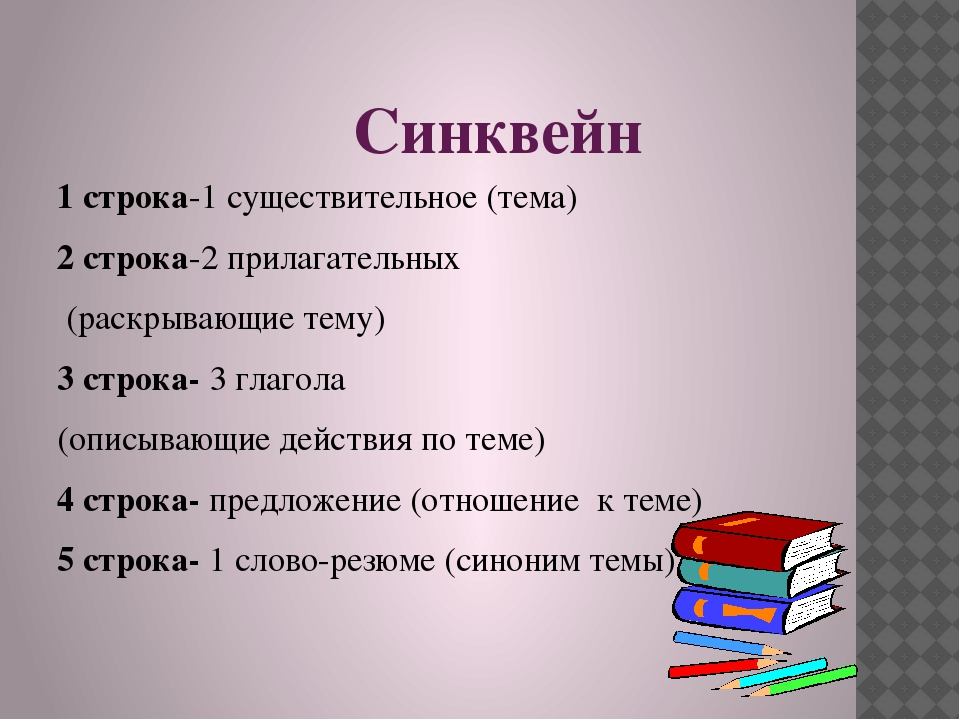 Синквейн
1 строка-1 существительное (тема)
2 строка-2 прилагательных
(раскрывающие тему)
3 строка- 3 глагола
(описывающие действия по теме)
4 строка- предложение (отношение к теме)
5 строка- 1 слово-резюме (синоним темы)